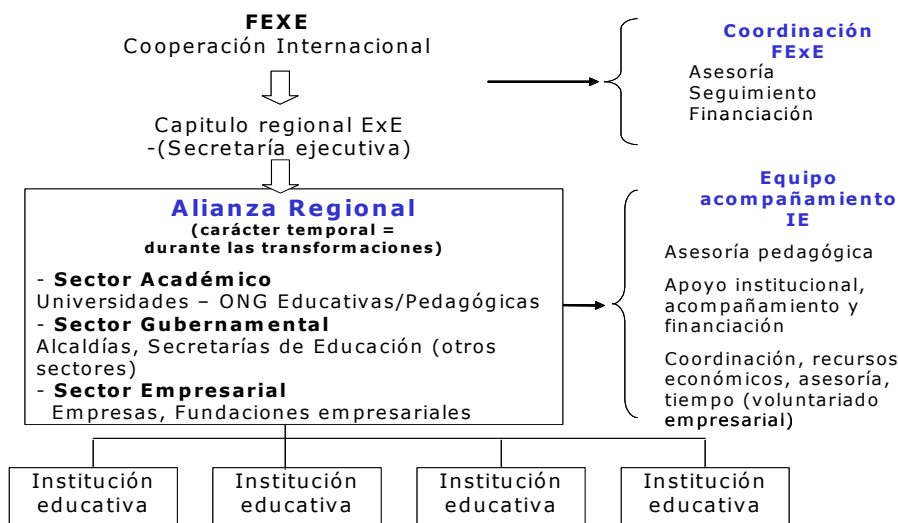 FEXE
Cooperación Internacional
Capitulo regional ExE
-(Secretaría ejecutiva)
Alianza Regional
(carácter temporal =
durante las transformaciones)
- Sector Académico
Universidades – ONG Educativas/Pedagógicas
- Sector Gubernamental
Alcaldías, Secretarías de Educación (otros
sectores)
- Sector Empresarial
Empresas, Fundaciones empresariales
Coordinación
FExE
Asesoría
Seguimiento
Financiación
Equipo
acompañamiento
IE
Asesoría pedagógica
Apoyo institucional,
acompañamiento y
financiación
Coordinación, recursos
económicos, asesoría,
tiempo (voluntariado
empresarial)
Institución
educativa
Institución
educativa
Institución
educativa
Institución
educativa